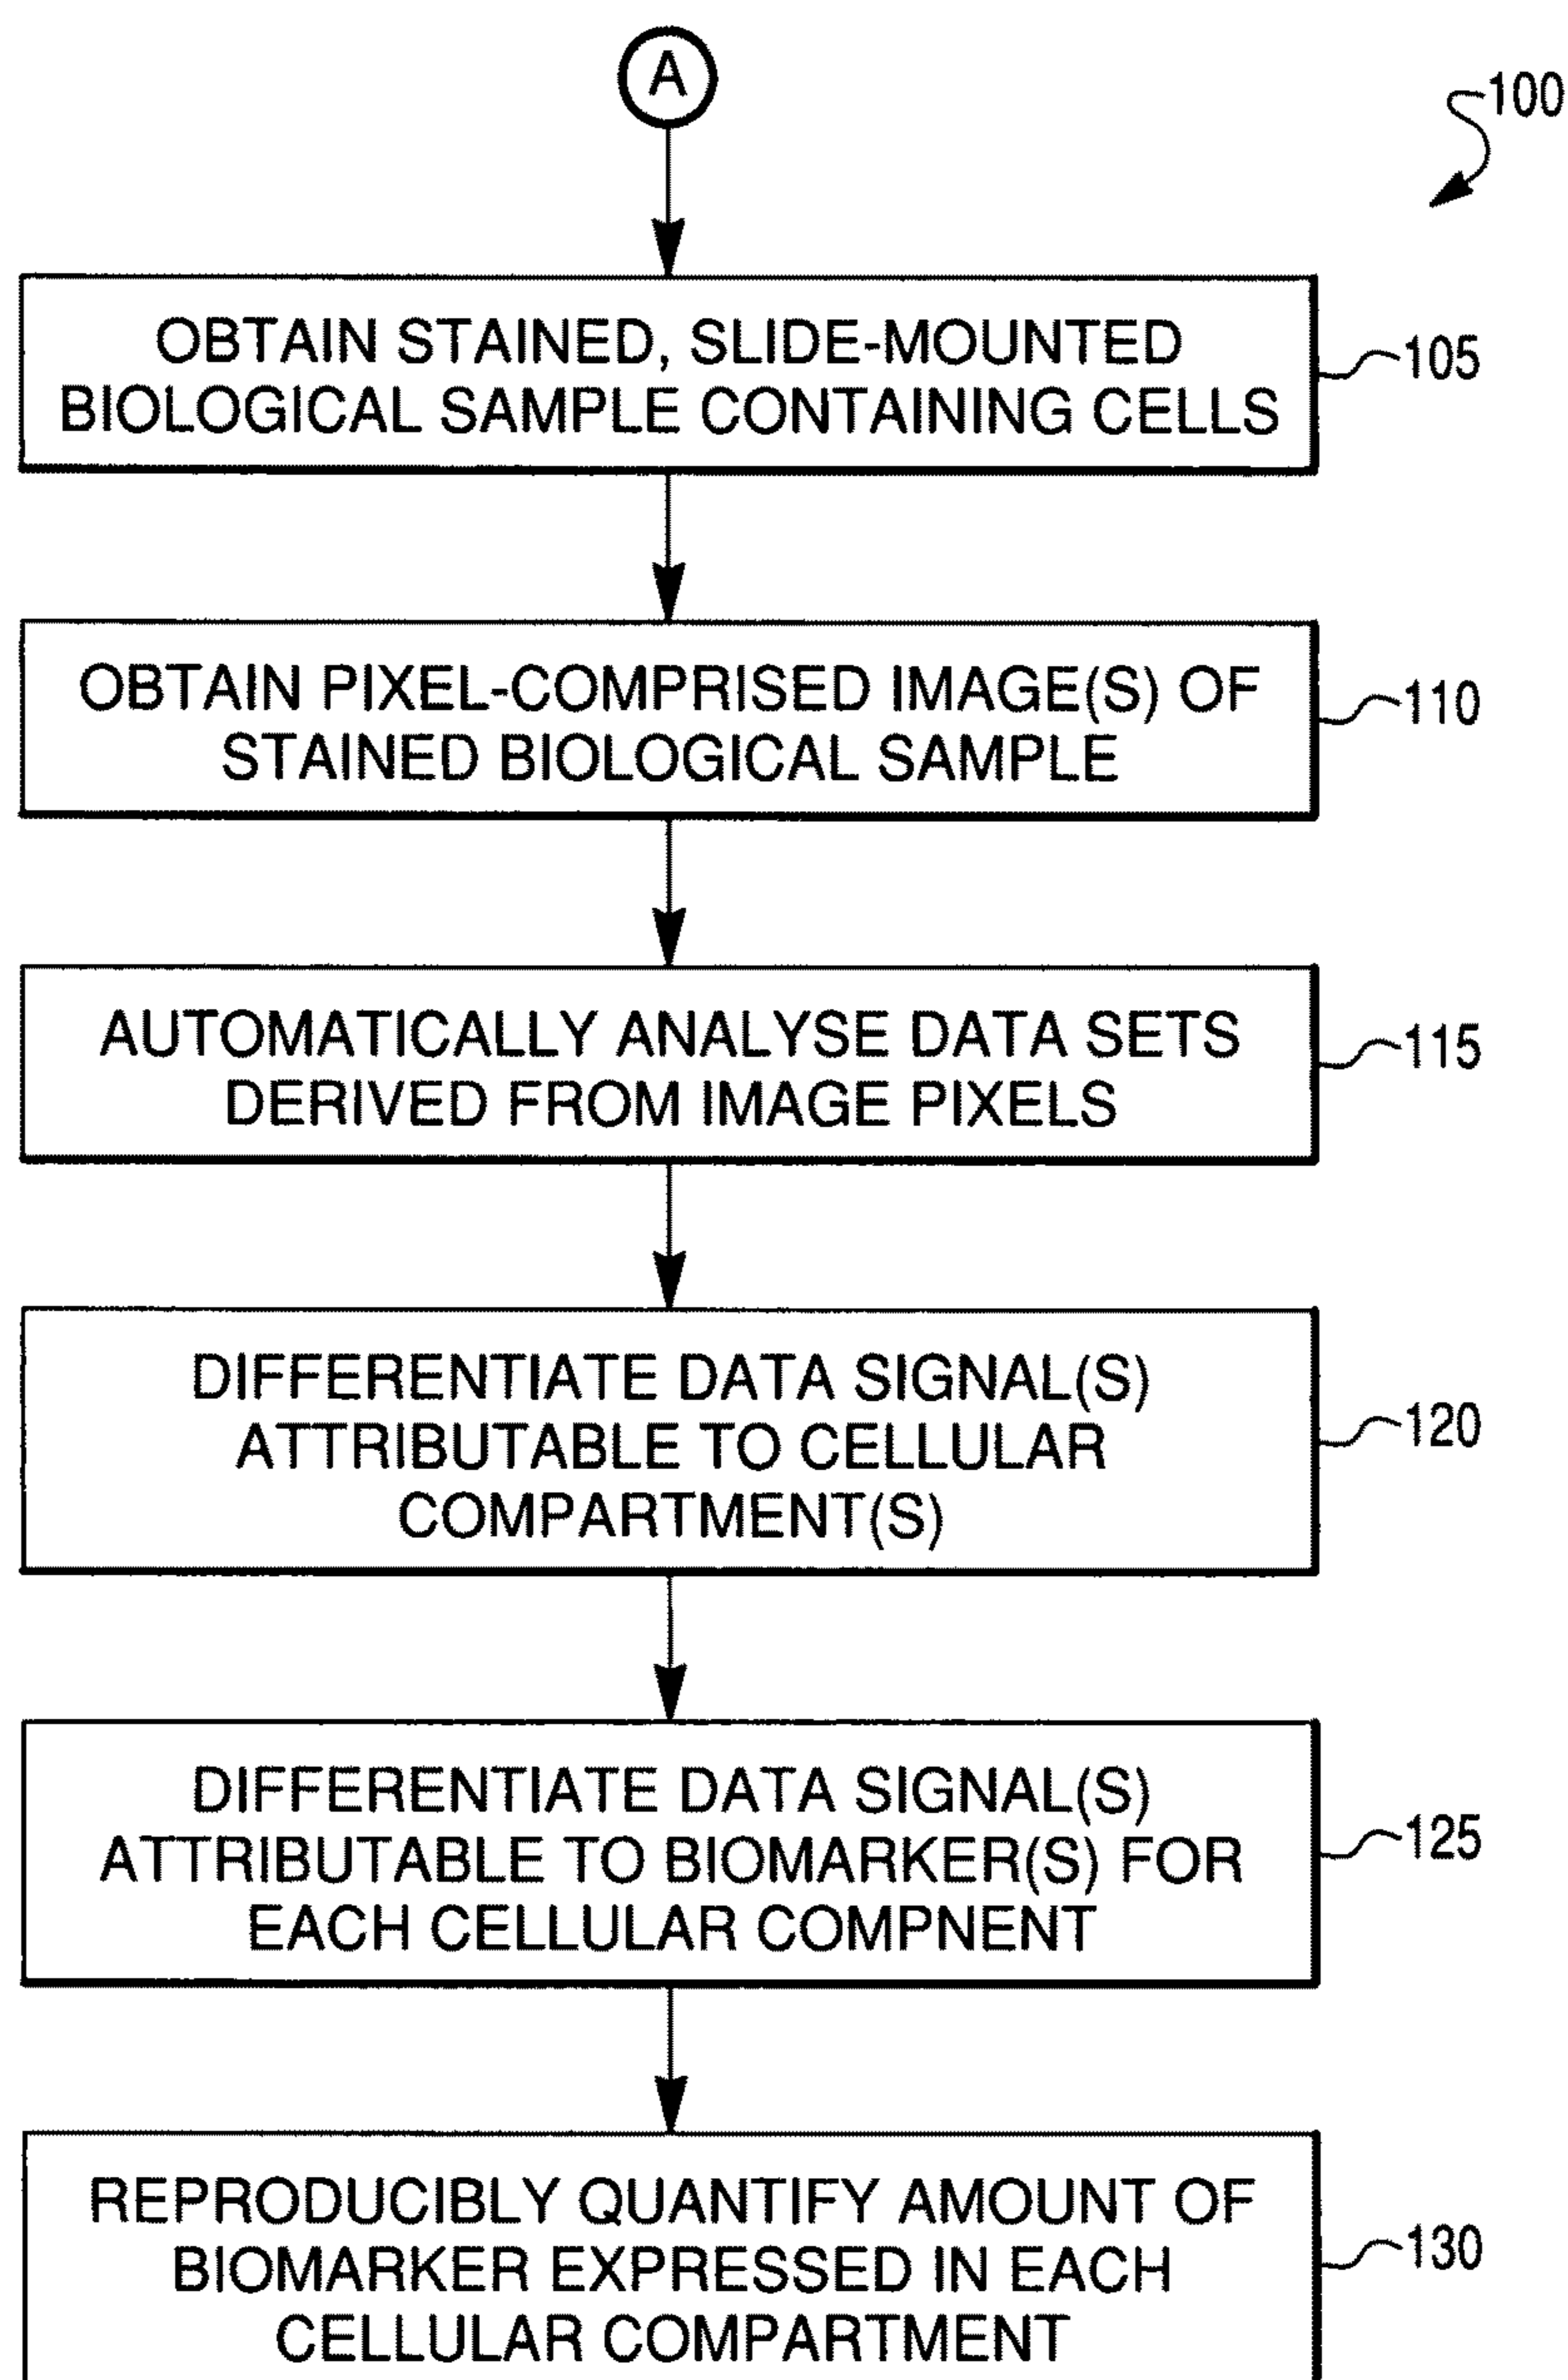 A
100
OBTAIN STAINED, SLIDE-MOUNTED
BIOLOGICAL SAMPLE CONTAINING CELLS
105
OBTAIN PIXEL-COMPRISED IMAGE(S) OF
STAINED BIOLOGICAL SAMPLE
110
AUTOMATICALLY ANALYSE DATA SETS
DERIVED FROM IMAGE PIXELS
115
DIFFERENTIATE DATA SIGNAL(S)
ATTRIBUTABLE TO CELLULAR
COMPARTMENT(S)
120
DIFFERENTIATE DATA SIGNAL(S)
ATTRIBUTABLE TO BIOMARKER(S) FOR
EACH CELLULAR COMPNENT
125
REPRODUCIBLY QUANTIFY AMOUNT OF
BIOMARKER EXPRESSED IN EACH
CELLULAR COMPARTMENT
130